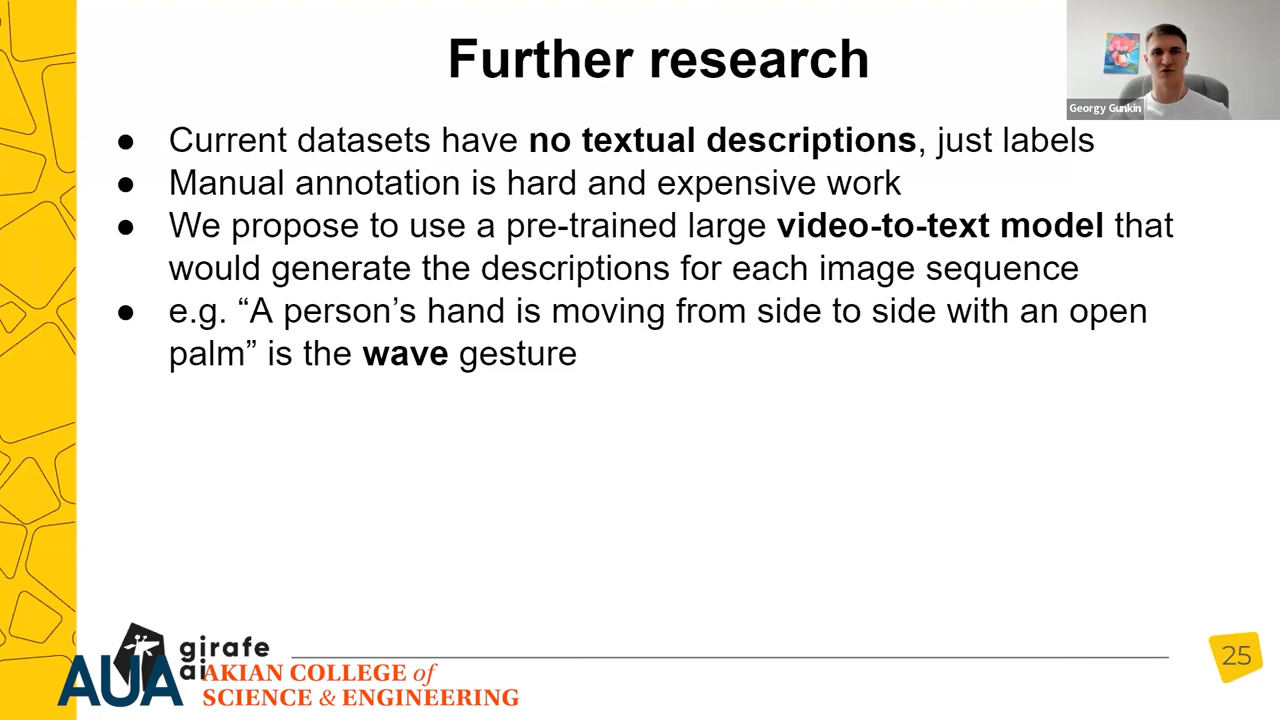 Further research
Georgy Gunkin
● Current datasets have no textual descriptions, just labels
● Manual annotation is hard and expensive work
● We propose to use a pre-trained large video-to-text model that
would generate the descriptions for each image sequence
● e.g. “A person’s hand is moving from side to side with an open
palm” is the wave gesture
girafe
ai
AUA
AKIAN COLLEGE of
SCIENCE & ENGINEERING
25